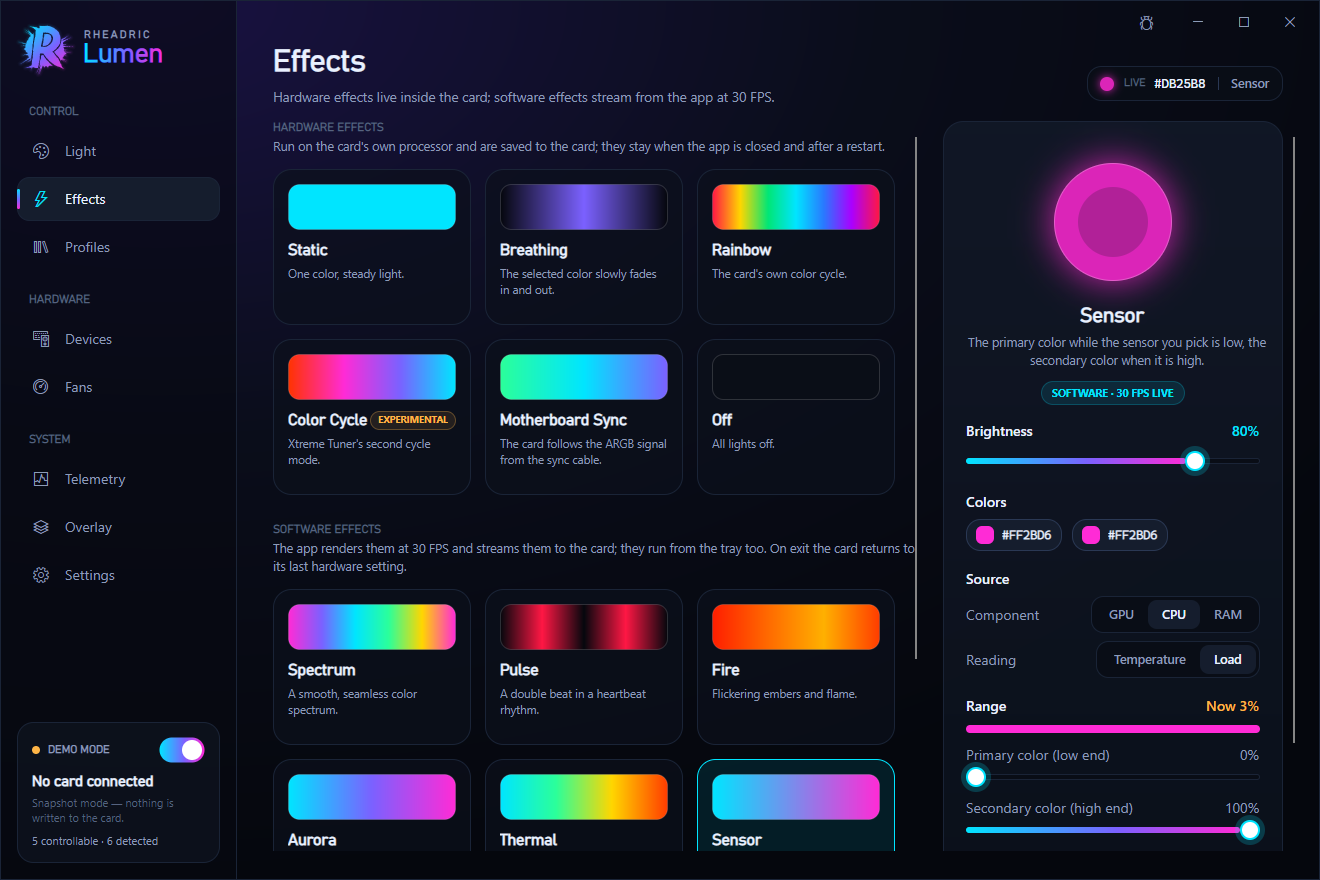 RHEADRIC
Lumen
CONTROL
Light
Effects
Profiles
HARDWARE
Devices
Fans
SYSTEM
Telemetry
Overlay
Settings
DEMO MODE
No card connected
Snapshot mode — nothing is
written to the card.
5 controllable · 6 detected
Effects
Hardware effects live inside the card; software effects stream from the app at 30 FPS.
LIVE #DB25B8 Sensor
HARDWARE EFFECTS
Run on the card's own processor and are saved to the card; they stay when the app is closed and after a restart.
Static
One color, steady light.
Breathing
The selected color slowly fades
in and out.
Rainbow
The card's own color cycle.
Color Cycle EXPERIMENTAL
Xtreme Tuner's second cycle
mode.
Motherboard Sync
The card follows the ARGB signal
from the sync cable.
Off
All lights off.
SOFTWARE EFFECTS
The app renders them at 30 FPS and streams them to the card; they run from the tray too. On exit the card returns to
its last hardware setting.
Spectrum
A smooth, seamless color
spectrum.
Pulse
A double beat in a heartbeat
rhythm.
Fire
Flickering embers and flame.
Aurora
Thermal
Sensor
Sensor
The primary color while the sensor you pick is low, the
secondary color when it is high.
SOFTWARE · 30 FPS LIVE
Brightness 80%
Colors
#FF2BD6 #FF2BD6
Source
Component GPU CPU RAM
Reading Temperature Load
Range Now 3%
Primary color (low end) 0%
Secondary color (high end) 100%